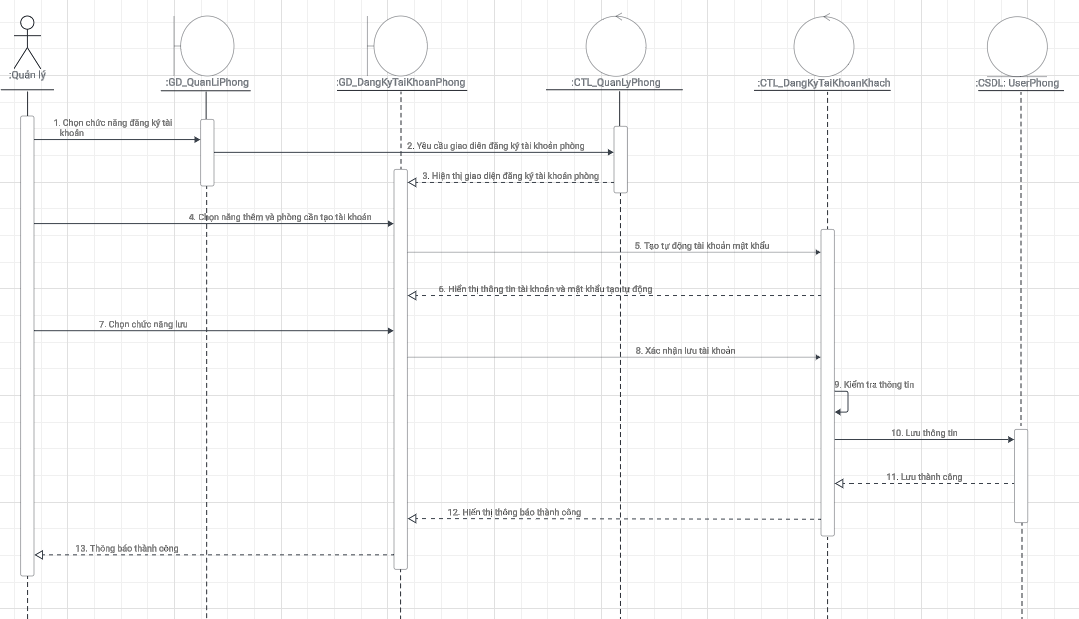 :Quản lý
:GD_QuanLiPhong
:GD_DangKyTaiKhoanPhong
:CTL_QuanLyPhong
:CTL_DangKyTaiKhoanKhach
:CSDL: UserPhong
1. Chọn chức năng đăng ký tài
khoản
2. Yêu cầu giao diện đăng ký tài khoản phòng
3. Hiện thị giao diện đăng ký tài khoản phòng
4. Chọn năng thêm và phòng cần tạo tài khoản
5. Tạo tự động tài khoản mật khẩu
6. Hiển thị thông tin tài khoản và mật khẩu tạo tự động
7. Chọn chức năng lưu
8. Xác nhận lưu tài khoản
9. Kiểm tra thông tin
10. Lưu thông tin
11. Lưu thành công
12. Hiển thị thông báo thành công
13. Thông báo thành công